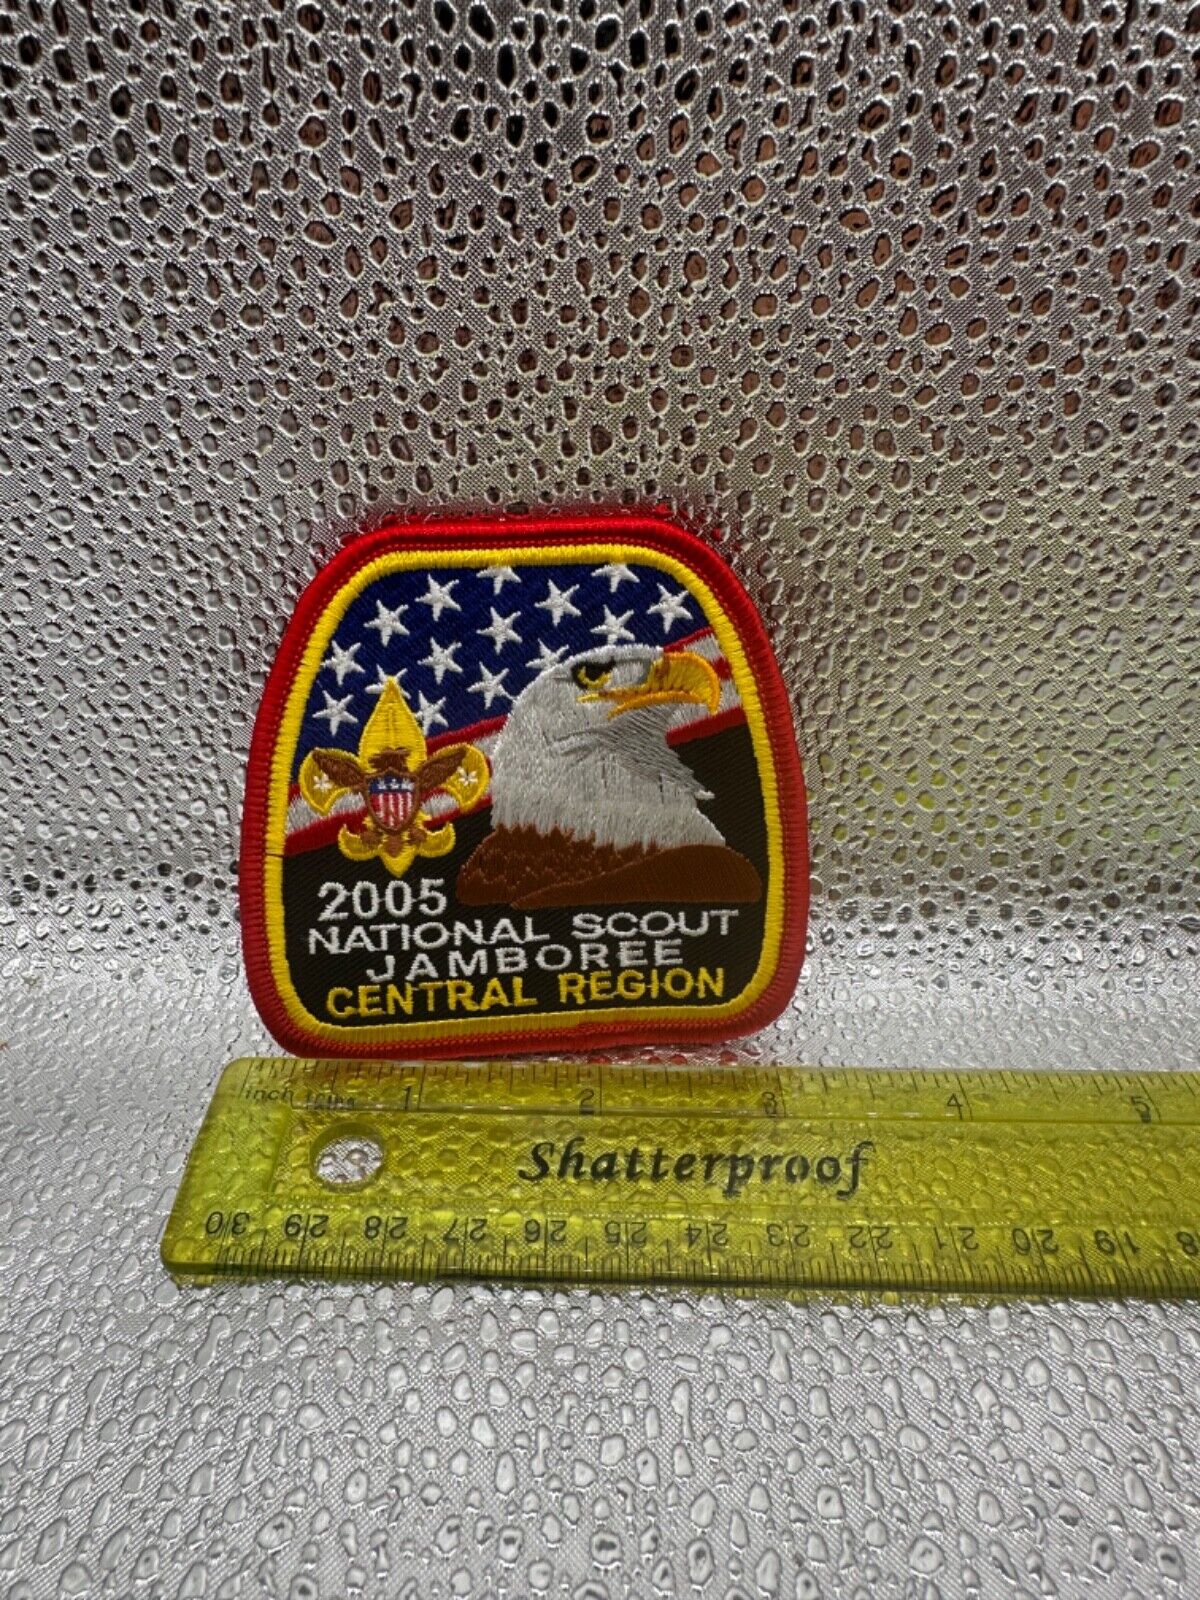 2005
NATIONAL SCOUT
JAMBOREE
CENTRAL REGION
inch 1 2 3 4 5
Shatterproof
30 29 28 27 26 25 24 23 22 21 20 19